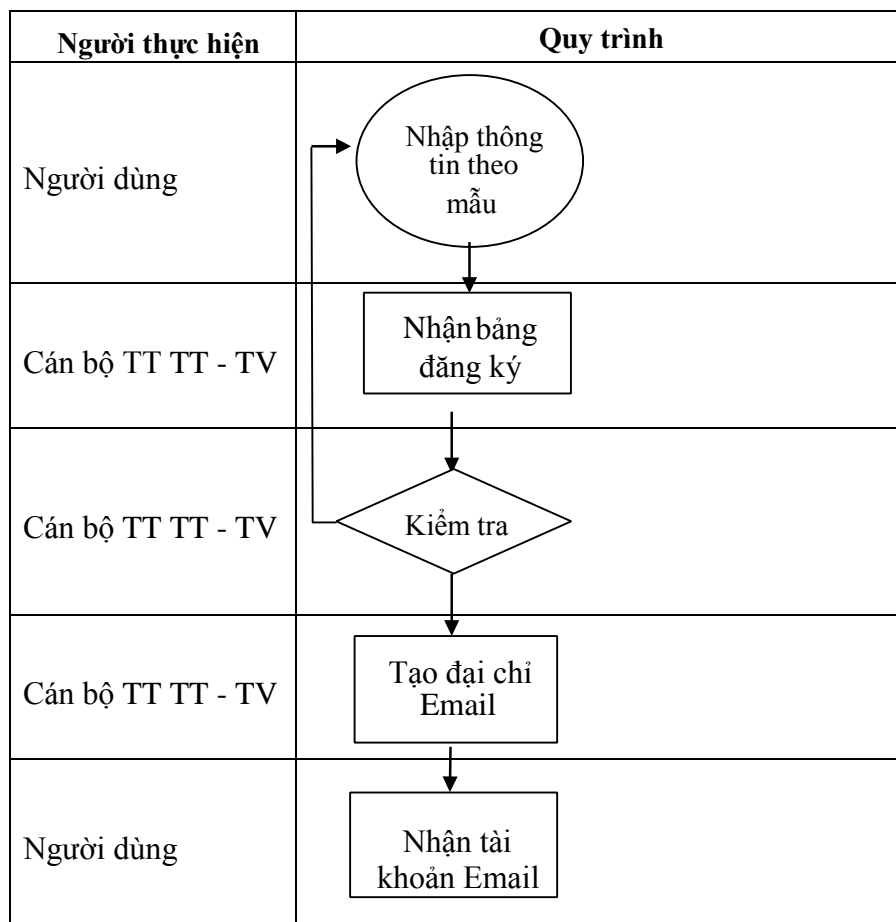 Người thực hiện
Quy trình
Người dùng
Nhập thông
tin theo
mẫu
Cán bộ TT TT - TV
Nhận bảng
đăng ký
Cán bộ TT TT - TV
Kiểm tra
Cán bộ TT TT - TV
Tạo đại chỉ
Email
Người dùng
Nhận tài
khoản Email